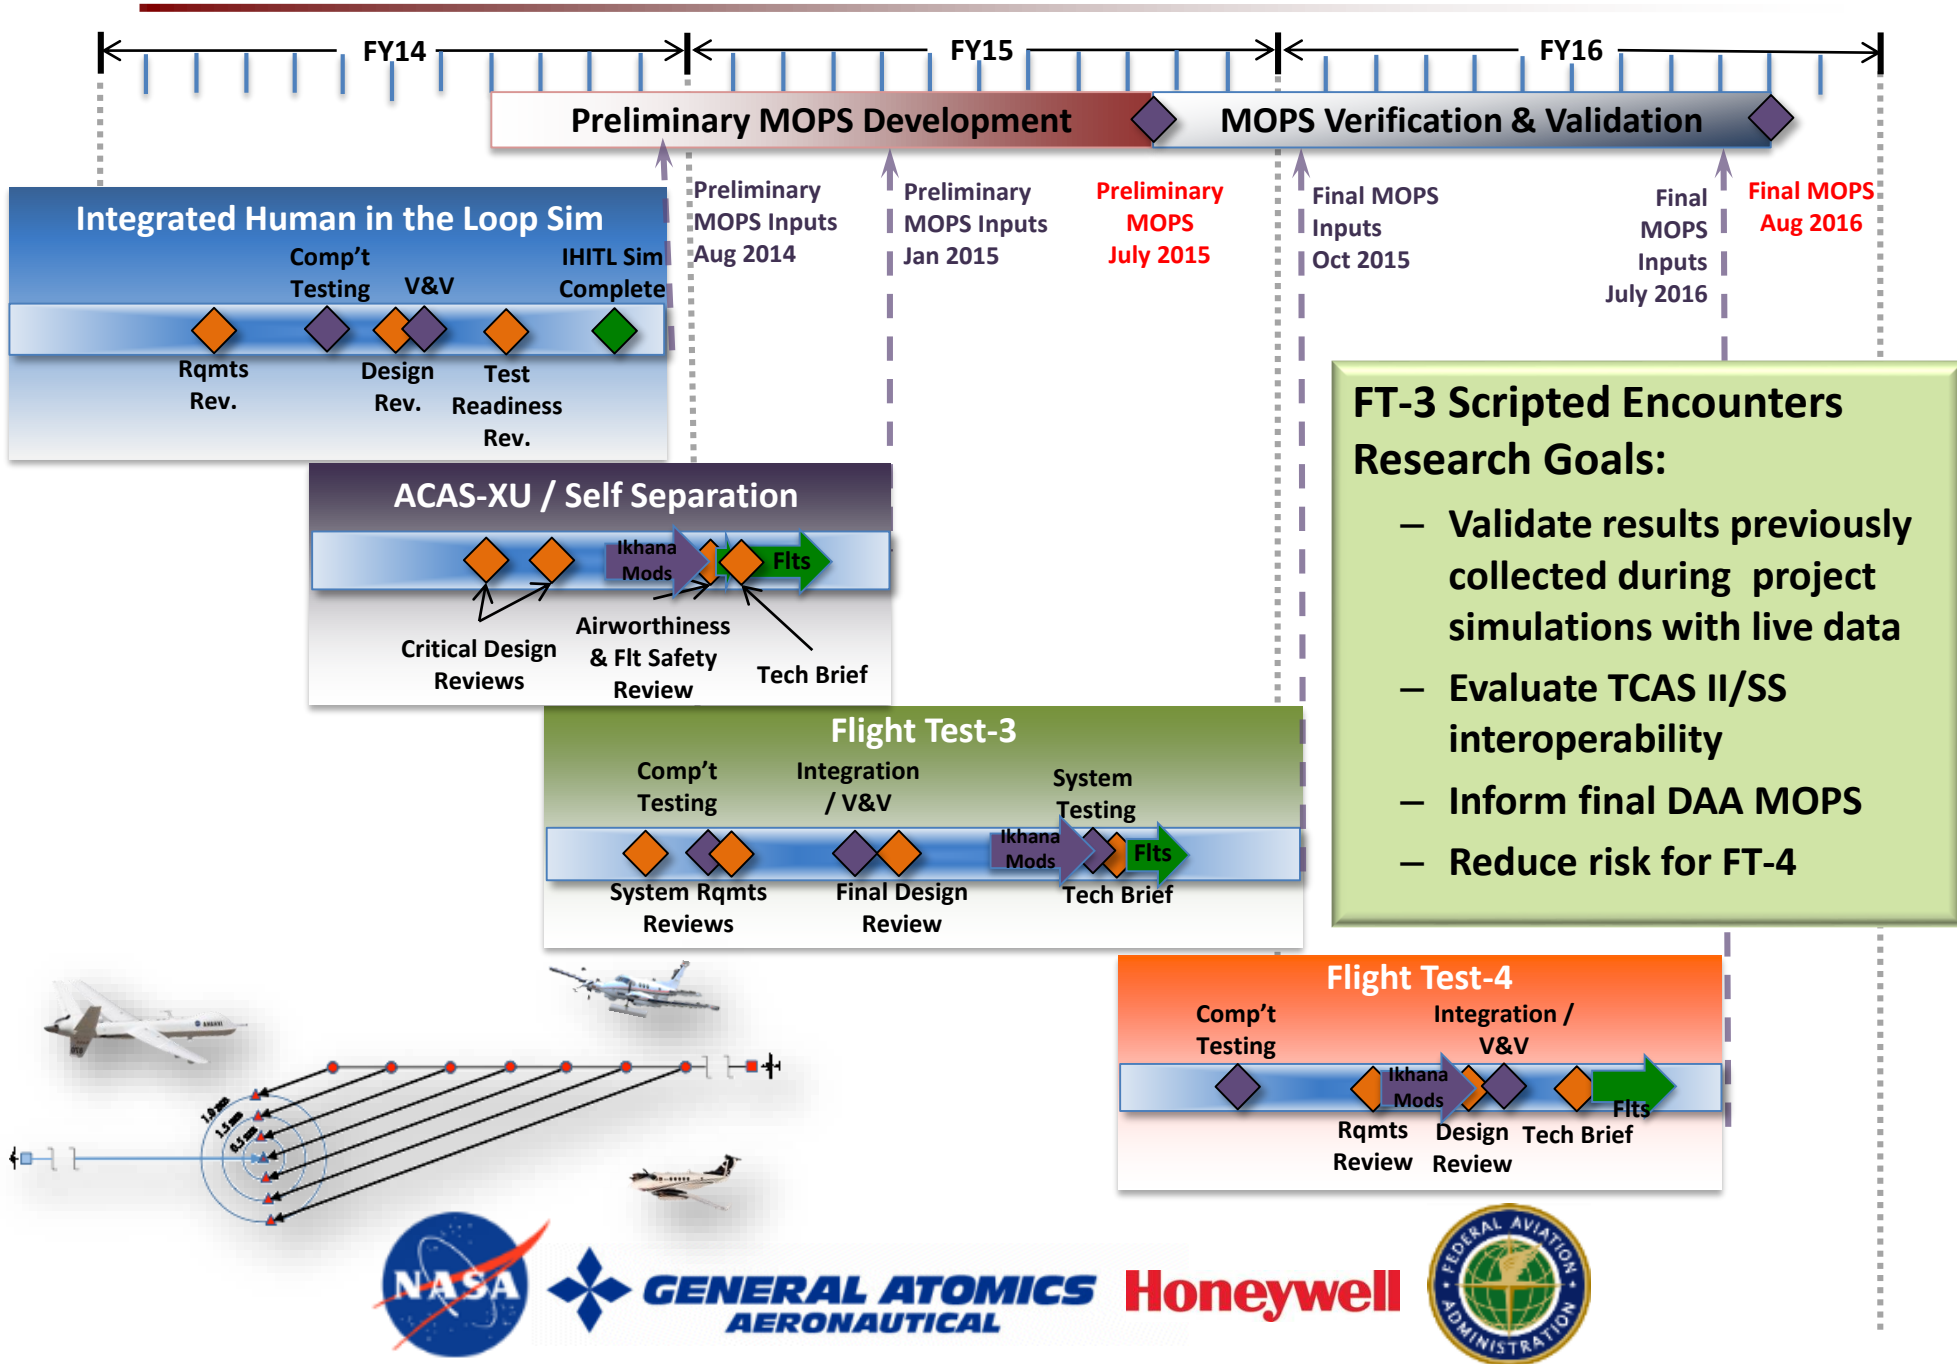 FY14
FY15
FY16
Preliminary MOPS Development
MOPS Verification & Validation
Preliminary
MOPS Inputs
Aug 2014
Preliminary
MOPS Inputs
Jan 2015
Preliminary
MOPS
July 2015
Final MOPS
Inputs
Oct 2015
Final
MOPS
Inputs
July 2016
Final MOPS
Aug 2016
Integrated Human in the Loop Sim
Comp't
Testing
V&V
IHITL Sim
Complete
Rqmts
Rev.
Design
Rev.
Test
Readiness
Rev.
ACAS-XU / Self Separation
Ikhana
Mods
Flts
Critical Design
Reviews
Airworthiness
& Flt Safety
Review
Tech Brief
Flight Test-3
Comp't
Testing
Integration
/ V&V
System
Testing
Ikhana
Mods
Flts
System Rqmts
Reviews
Final Design
Review
Tech Brief
FT-3 Scripted Encounters
Research Goals:
– Validate results previously
collected during project
simulations with live data
– Evaluate TCAS II/SS
interoperability
– Inform final DAA MOPS
– Reduce risk for FT-4
Flight Test-4
Comp't
Testing
Integration /
V&V
Ikhana
Mods
Flts
Rqmts
Review
Design
Review
Tech Brief
NASA
GENERAL ATOMICS
AERONAUTICAL
Honeywell
FEDERAL AVIATION
ADMINISTRATION